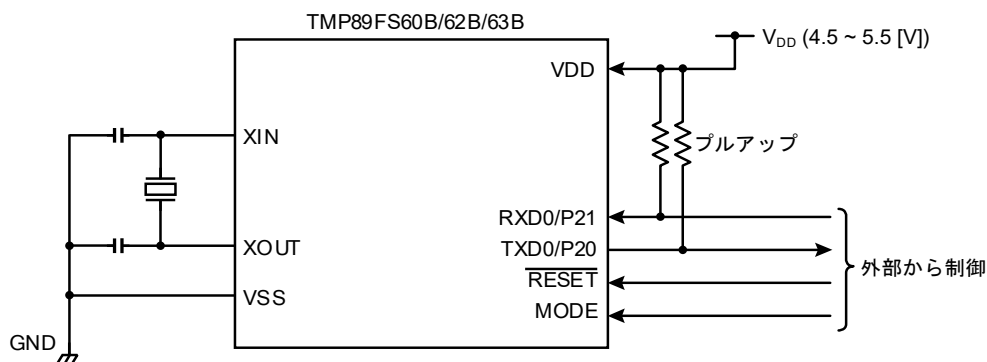 TMP89FS60B/62B/63B
VDD (4.5 ~ 5.5 [V])
VDD
XIN
プルアップ
RXD0/P21
XOUT
TXD0/P20
外部から制御
RESET
VSS
MODE
GND